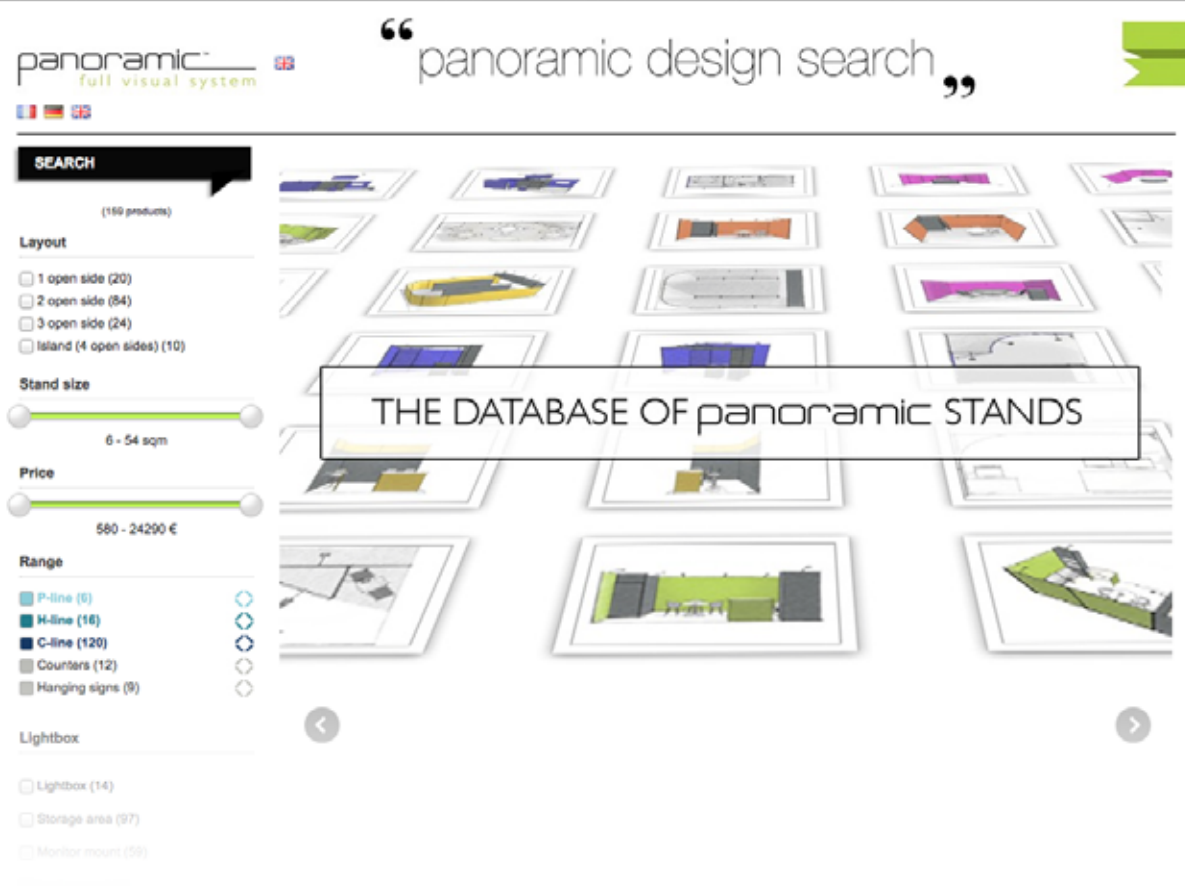 panoramic™
full visual system
“panoramic design search”
SEARCH
(159 products)
Layout
1 open side (20)
2 open side (84)
3 open side (24)
Island (4 open sides) (10)
Stand size
6 - 54 sqm
Price
580 - 24290 €
Range
P-line (6)
H-line (16)
C-line (120)
Counters (12)
Hanging signs (9)
Lightbox
Lightbox (14)
Storage area (97)
Monitor mount (59)
THE DATABASE OF panoramic STANDS